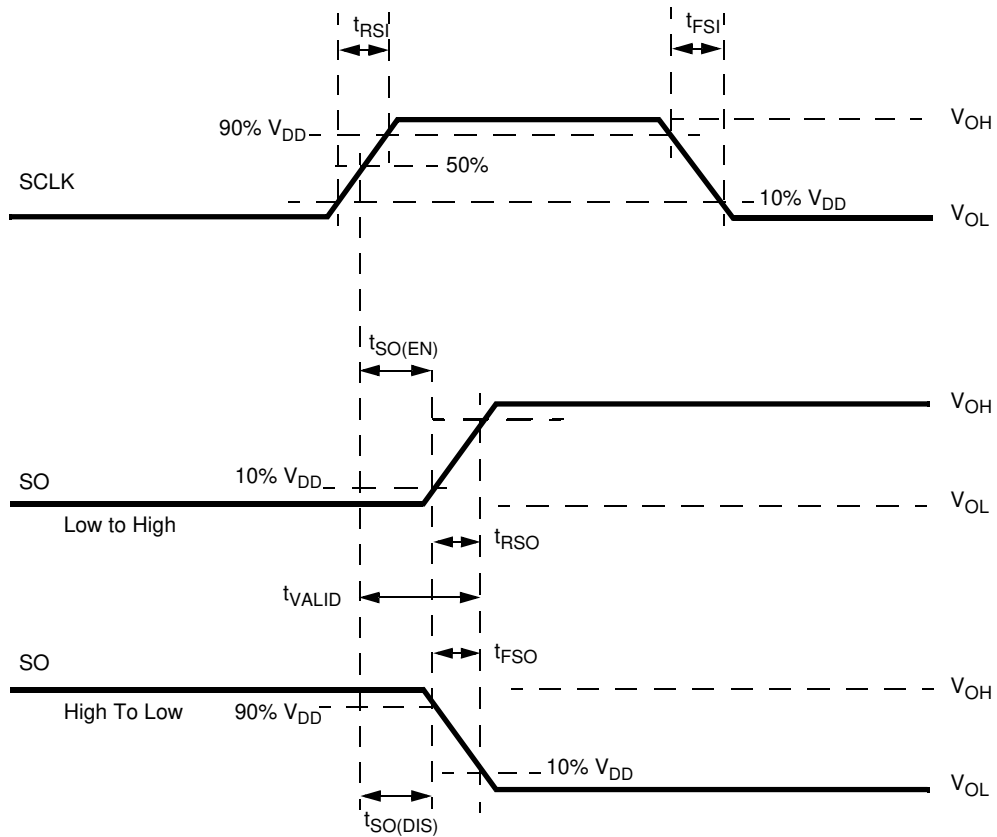 tRSI
tFSI
90% VDD
VOH
50%
SCLK
10% VDD
VOL
tSO(EN)
VOH
SO
10% VDD
VOL
Low to High
tRSO
tVALID
tFSO
SO
VOH
High To Low
90% VDD
10% VDD
VOL
tSO(DIS)